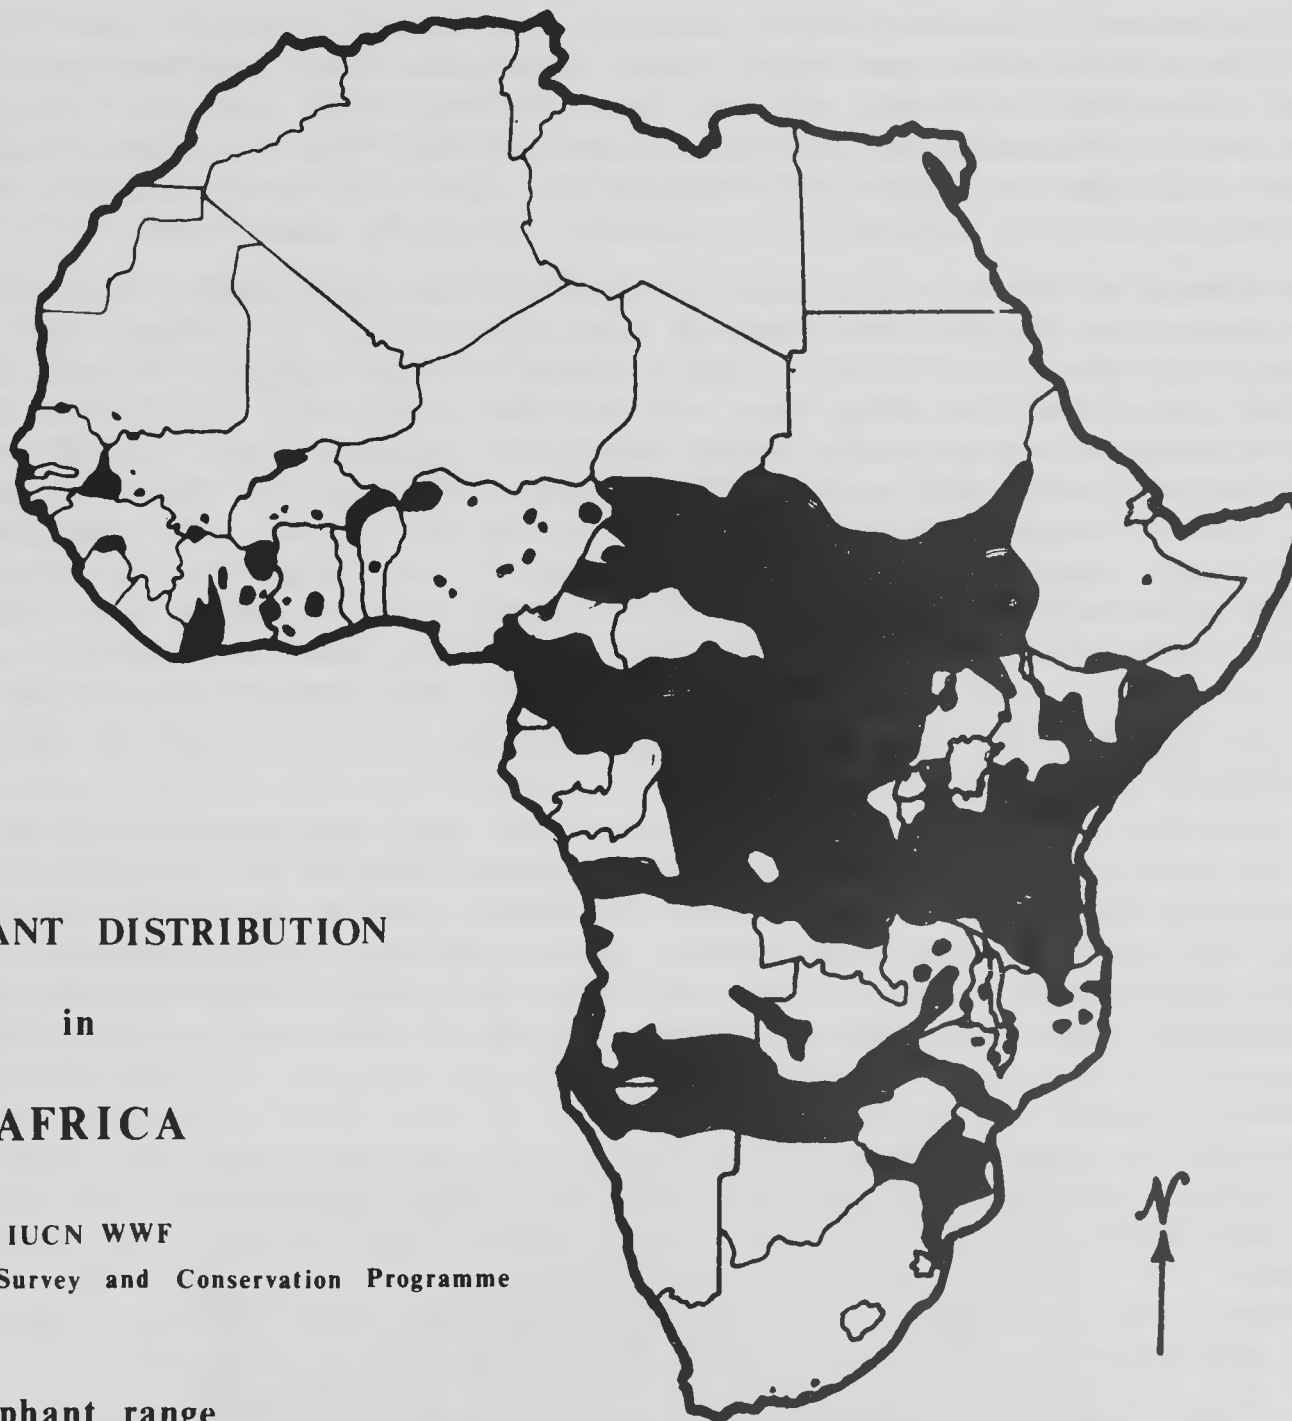 ANT DISTRIBUTION
in
AFRICA
IUCN WWF
Survey and Conservation Programme
phant range
N